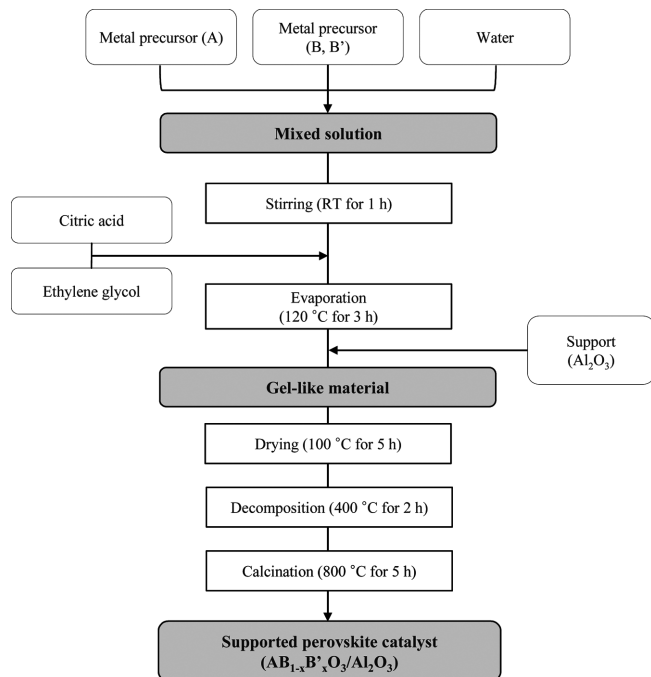 Metal precursor (A)
Metal precursor
(B, B’)
Water
Mixed solution
Stirring (RT for 1 h)
Citric acid
Ethylene glycol
Evaporation
(120 ˚C for 3 h)
Support
(Al₂O₃)
Gel-like material
Drying (100 ˚C for 5 h)
Decomposition (400 ˚C for 2 h)
Calcination (800 ˚C for 5 h)
Supported perovskite catalyst
(AB₁₋ₓB’ₓO₃/Al₂O₃)